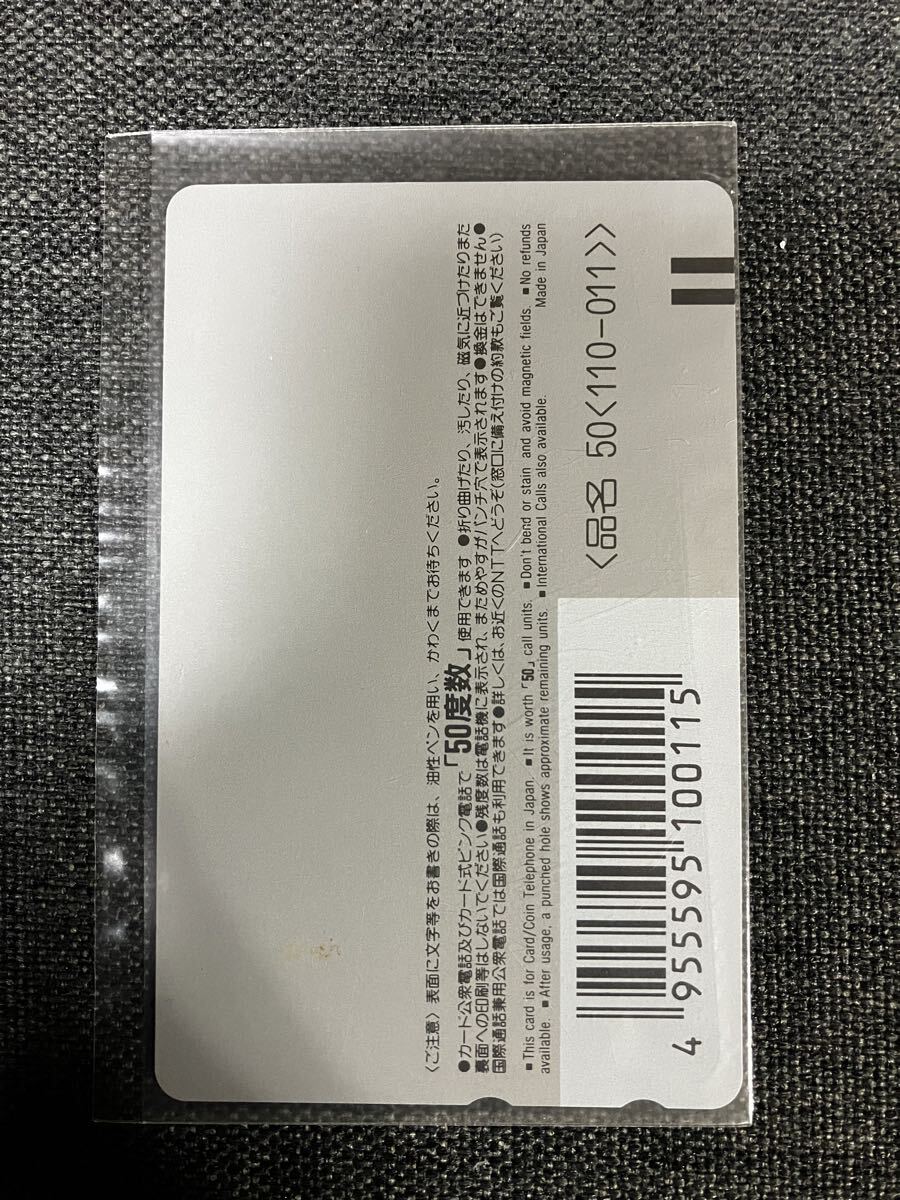 〈ご注意〉表面に文字等をお書きの際は、油性ペンを用い、かわくまでお待ちください。
●カード公衆電話及びカード式ピンク電話で「50度数」使用できます ●折り曲げたり、汚したり、磁気に近づけたりまた
裏面への印刷等はしないでください●残度数は電話機に表示され、まためやすがパンチ穴で表示されます●換金はできません●
国際通話兼用公衆電話では国際通話も利用できます●詳しくは、お近くのNTTへどうぞ(窓口に備え付けの約款もご覧ください)
■This card is for Card/Coin Telephone in Japan. ■It is worth「50」call units. ■Don't bend or stain and avoid magnetic fields. ■No refunds
available. ■After usage, a punched hole shows approximate remaining units. ■International Calls also available. Made in Japan
〈品名 50〈110-011〉〉
4 955595 100115